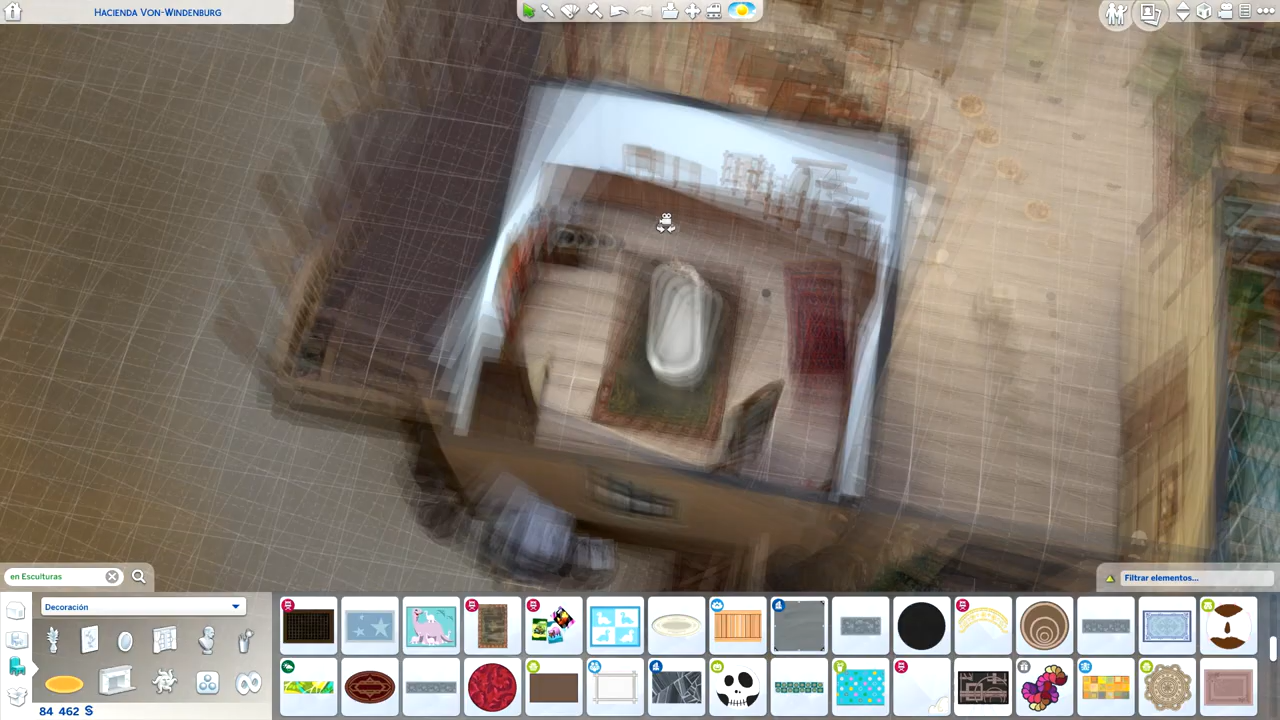 HACIENDA VON-WINDENBURG
en Esculturas
Filtrar elementos...
Decoración
84 462 $